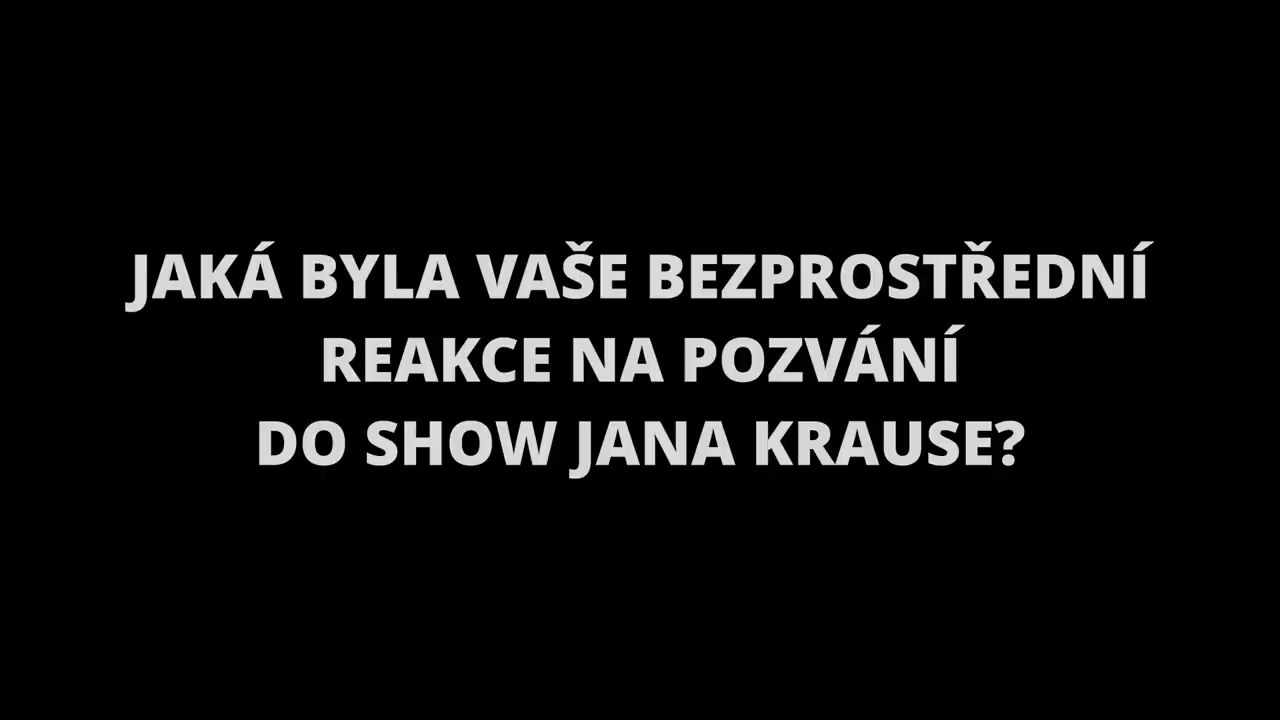 JAKÁ BYLA VAŠE BEZPROSTŘEDNÍ
REAKCE NA POZVÁNÍ
DO SHOW JANA KRAUSE?